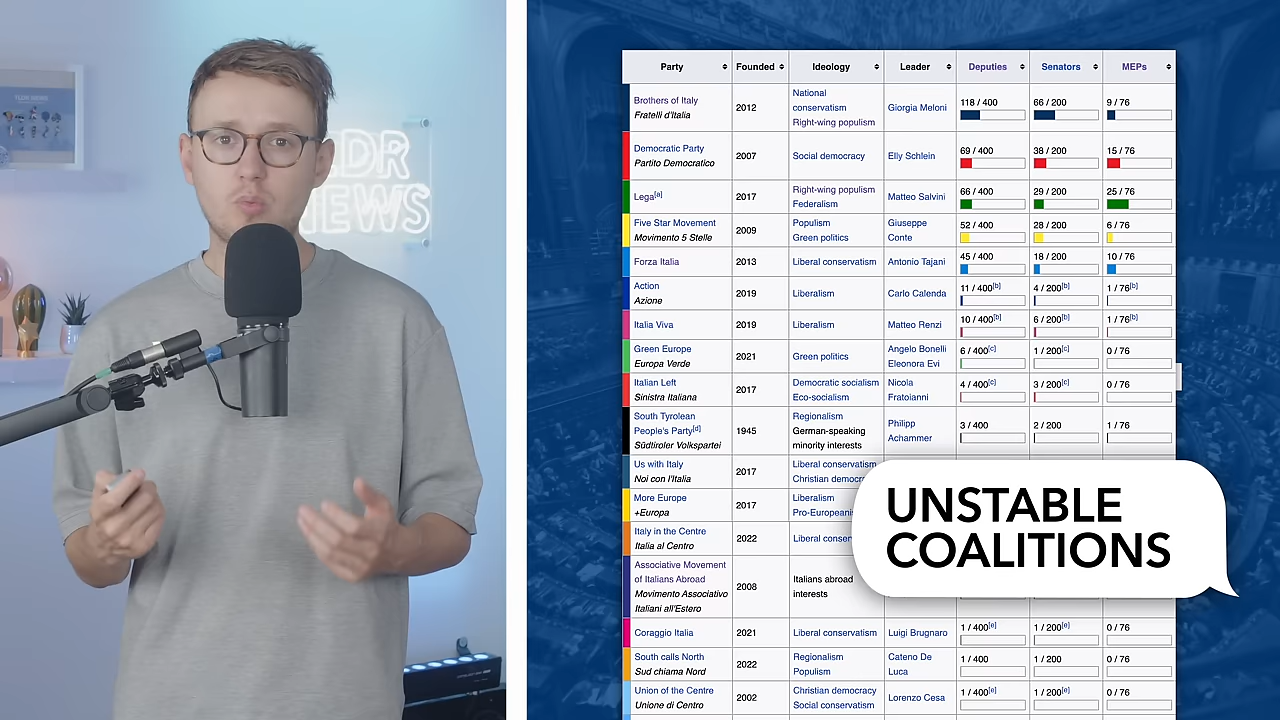 TLDR
NEWS
Party Founded Ideology Leader Deputies Senators MEPs
Brothers of Italy
Fratelli d'Italia
2012
National
conservatism
Right-wing populism
Giorgia Meloni
118 / 400
66 / 200
9 / 76
Democratic Party
Partito Democratico
2007
Social democracy
Elly Schlein
69 / 400
38 / 200
15 / 76
Lega[a]
2017
Right-wing populism
Federalism
Matteo Salvini
66 / 400
29 / 200
25 / 76
Five Star Movement
Movimento 5 Stelle
2009
Populism
Green politics
Giuseppe
Conte
52 / 400
28 / 200
6 / 76
Forza Italia
2013
Liberal conservatism
Antonio Tajani
45 / 400
18 / 200
10 / 76
Action
Azione
2019
Liberalism
Carlo Calenda
11 / 400[b]
4 / 200[b]
1 / 76[b]
Italia Viva
2019
Liberalism
Matteo Renzi
10 / 400[b]
6 / 200[b]
1 / 76[b]
Green Europe
Europa Verde
2021
Green politics
Angelo Bonelli
Eleonora Evi
6 / 400[c]
1 / 200[c]
0 / 76
Italian Left
Sinistra Italiana
2017
Democratic socialism
Eco-socialism
Nicola
Fratoianni
4 / 400[c]
3 / 200[c]
0 / 76
South Tyrolean
People's Party[d]
Südtiroler Volkspartei
1945
Regionalism
German-speaking
minority interests
Philipp
Achammer
3 / 400
2 / 200
1 / 76
Us with Italy
Noi con l'Italia
2017
Liberal conservatism
Christian democr
More Europe
+Europa
2017
Liberalism
Pro-Europeanis
Italy in the Centre
Italia al Centro
2022
Liberal conser
Associative Movement
of Italians Abroad
Movimento Associativo
Italiani all'Estero
2008
Italians abroad
interests
UNSTABLE
COALITIONS
Coraggio Italia
2021
Liberal conservatism
Luigi Brugnaro
1 / 400[e]
1 / 200[e]
0 / 76
South calls North
Sud chiama Nord
2022
Regionalism
Populism
Cateno De
Luca
1 / 400
1 / 200
0 / 76
Union of the Centre
Unione di Centro
2002
Christian democracy
Social conservatism
Lorenzo Cesa
1 / 400[e]
1 / 200[e]
0 / 76